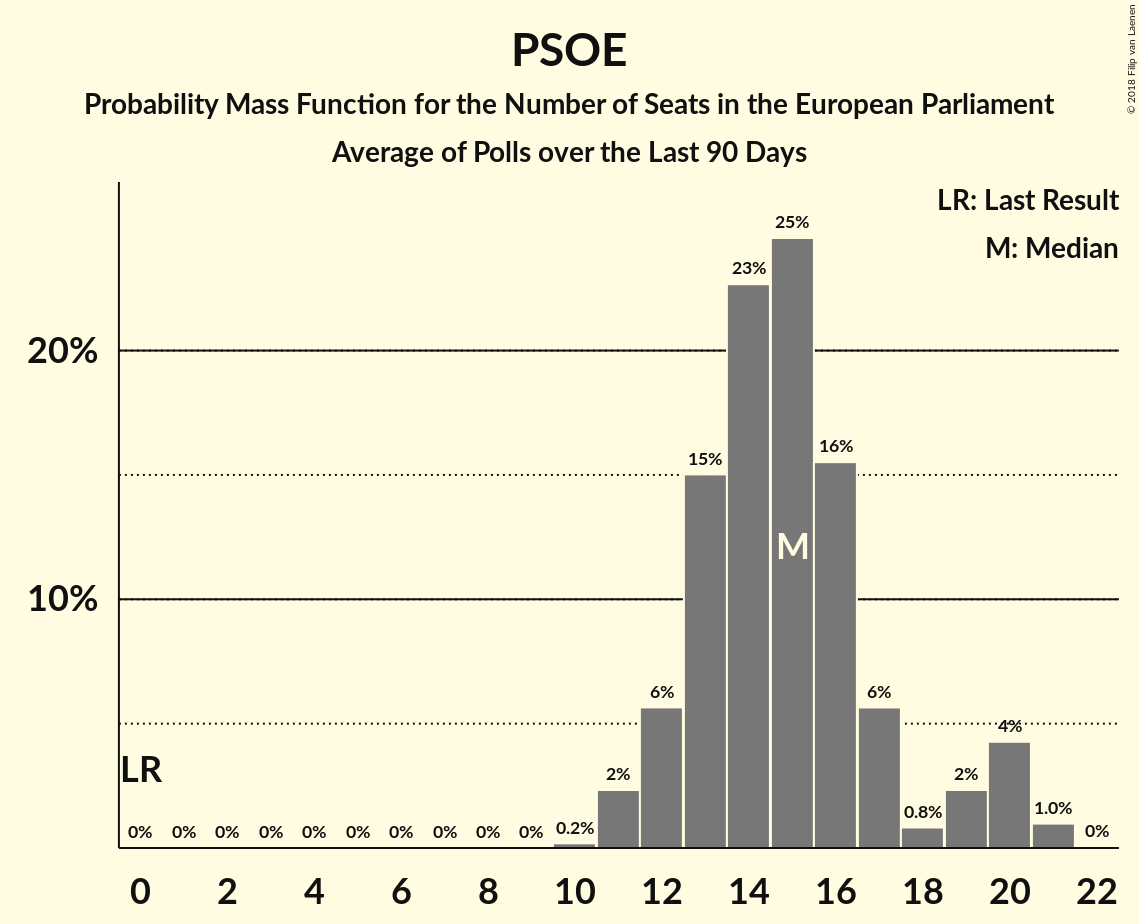 PSOE
Probability Mass Function for the Number of Seats in the European Parliament
Average of Polls over the Last 90 Days
© 2018 Filip van Laenen
LR: Last Result
M: Median
25%
23%
20%
16%
15%
M
10%
6%
6%
4%
LR
2%
2%
1.0%
0.8%
0% 0% 0% 0% 0% 0% 0% 0% 0% 0% 0.2% 0%
0 2 4 6 8 10 12 14 16 18 20 22